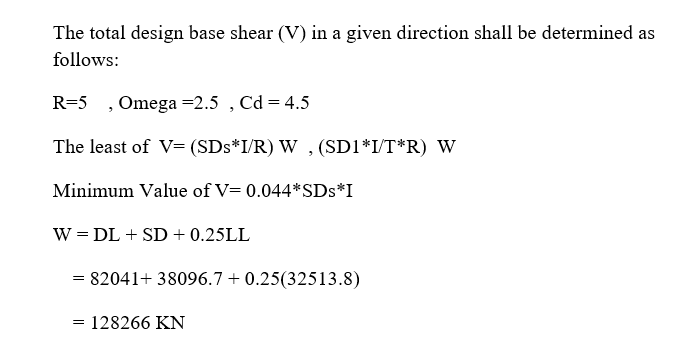 The total design base shear (V) in a given direction shall be determined as
follows:
R=5 , Omega =2.5 , Cd = 4.5
The least of V= (SDs*I/R) W , (SD1*I/T*R) W
Minimum Value of V= 0.044*SDs*I
W = DL + SD + 0.25LL
= 82041+ 38096.7 + 0.25(32513.8)
= 128266 KN